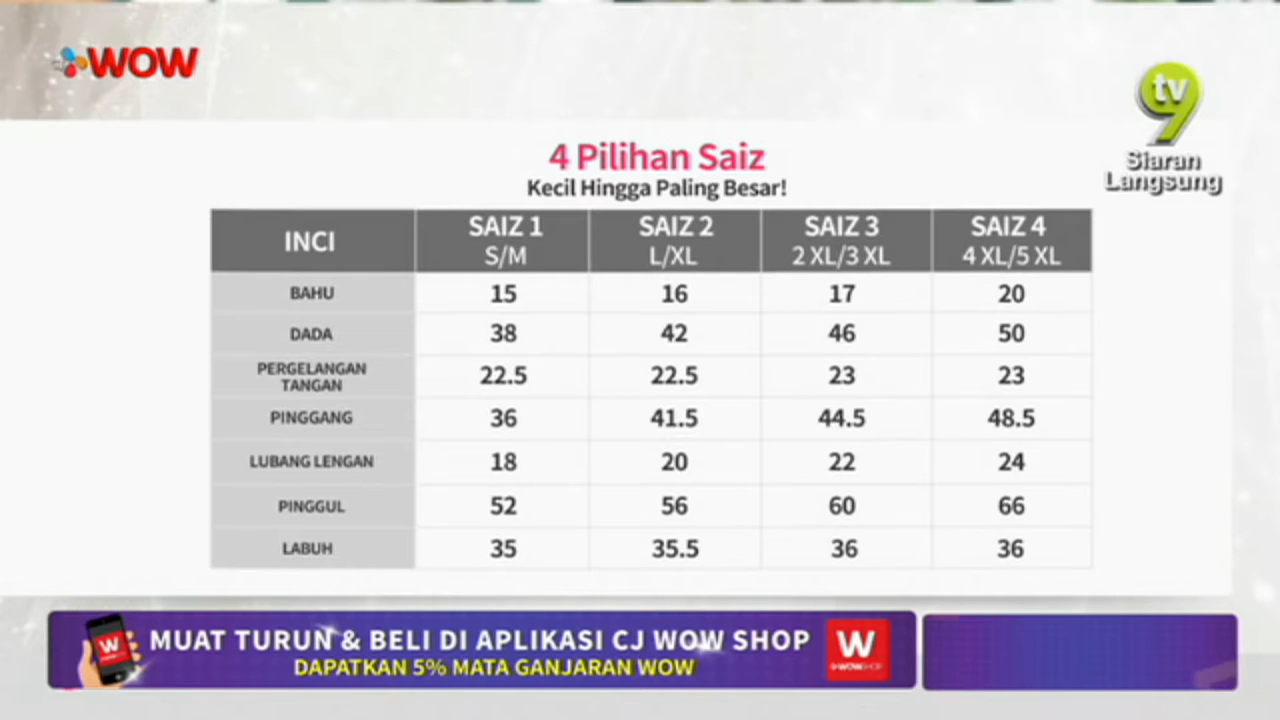 WOW
tv
9
Siaran
Langsung
4 Pilihan Saiz
Kecil Hingga Paling Besar!
INCI SAIZ 1 SAIZ 2 SAIZ 3 SAIZ 4
S/M L/XL 2 XL/3 XL 4 XL/5 XL
BAHU 15 16 17 20
DADA 38 42 46 50
PERGELANGAN
TANGAN 22.5 22.5 23 23
PINGGANG 36 41.5 44.5 48.5
LUBANG LENGAN 18 20 22 24
PINGGUL 52 56 60 66
LABUH 35 35.5 36 36
MUAT TURUN & BELI DI APLIKASI CJ WOW SHOP
DAPATKAN 5% MATA GANJARAN WOW
W
WOWSHOP
W